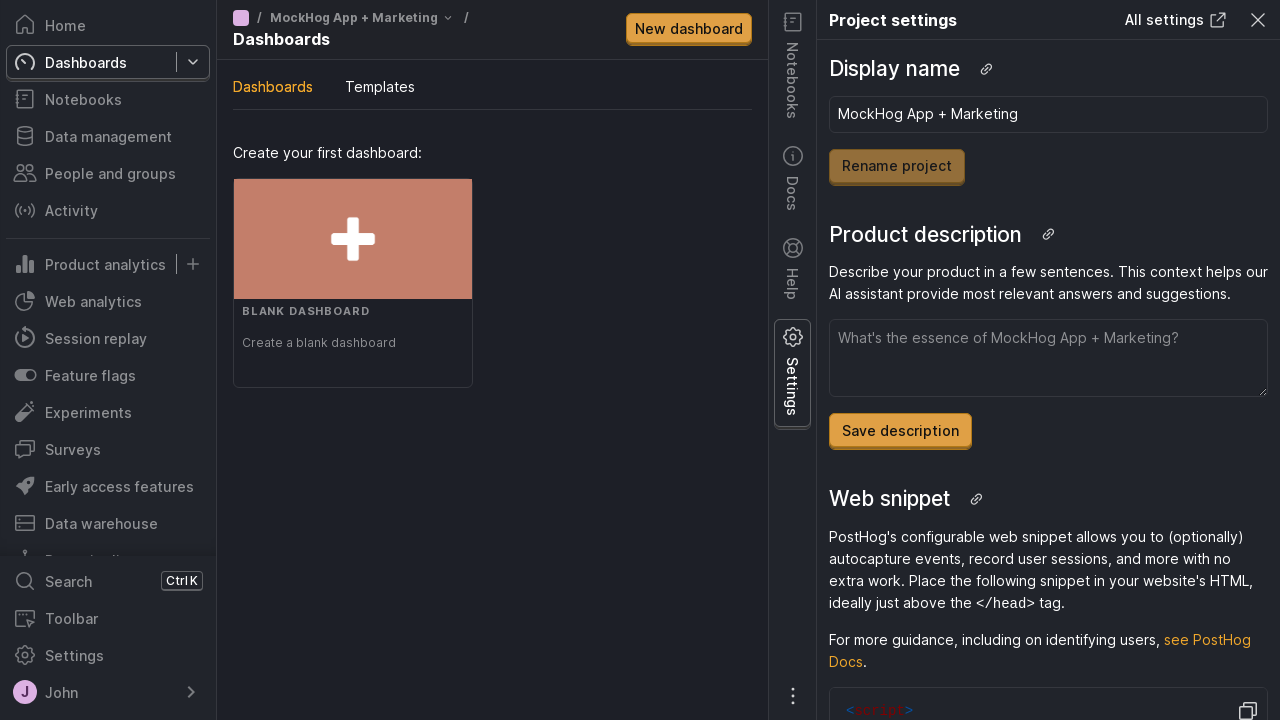 Home
Dashboards
Notebooks
Data management
People and groups
Activity
Product analytics
Web analytics
Session replay
Feature flags
Experiments
Surveys
Early access features
Data warehouse
Search
Ctrl K
Toolbar
Settings
J
John
/ MockHog App + Marketing /
Dashboards
New dashboard
Dashboards
Templates
Create your first dashboard:
BLANK DASHBOARD
Create a blank dashboard
Notebooks
Docs
Help
Settings
Project settings
All settings
Display name
MockHog App + Marketing
Rename project
Product description
Describe your product in a few sentences. This context helps our
AI assistant provide most relevant answers and suggestions.
What's the essence of MockHog App + Marketing?
Save description
Web snippet
PostHog's configurable web snippet allows you to (optionally)
autocapture events, record user sessions, and more with no
extra work. Place the following snippet in your website's HTML,
ideally just above the </head> tag.
For more guidance, including on identifying users, see PostHog
Docs.
<script>